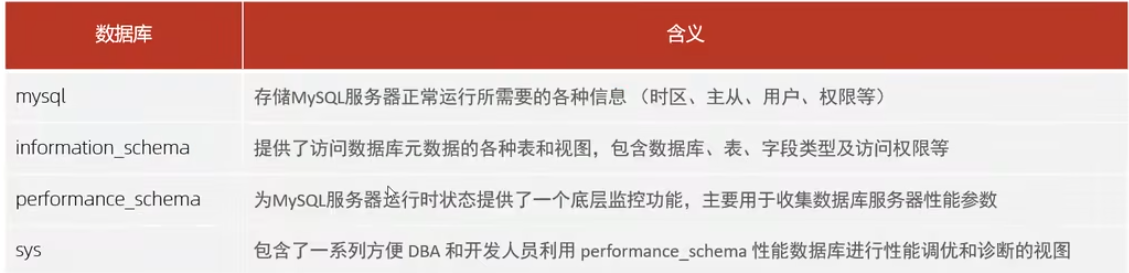 数据库 含义
mysql 存储MySQL服务器正常运行所需要的各种信息 （时区、主从、用户、权限等）
information_schema 提供了访问数据库元数据的各种表和视图，包含数据库、表、字段类型及访问权限等
performance_schema 为MySQL服务器运行时状态提供了一个底层监控功能，主要用于收集数据库服务器性能参数
sys 包含了一系列方便 DBA 和开发人员利用 performance_schema 性能数据库进行性能调优和诊断的视图